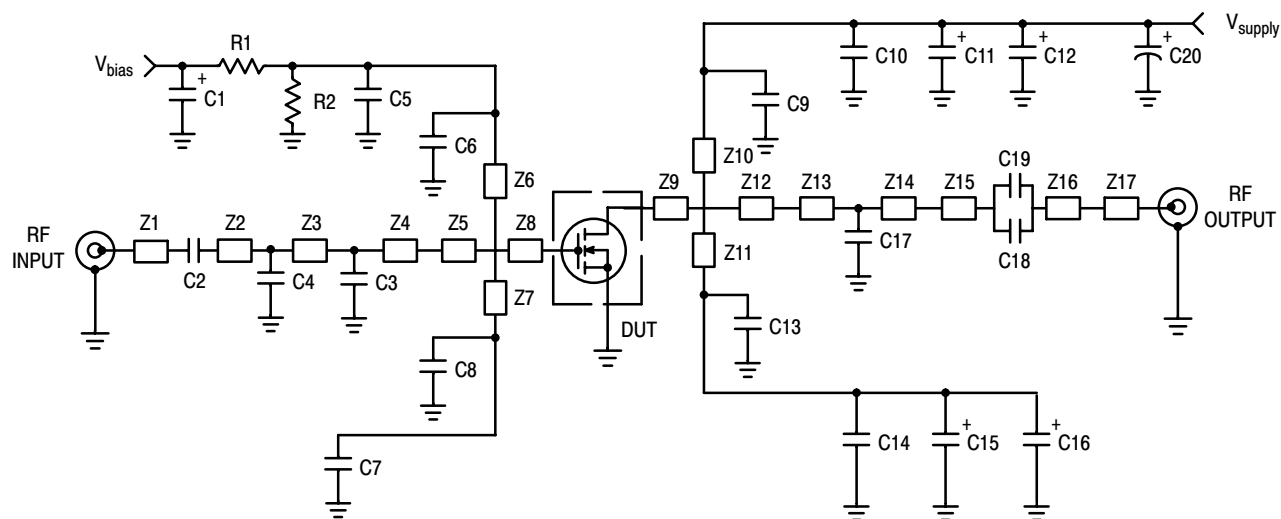 V_supply
R1
V_bias
+
C1
R2
C5
C6
C9
C10
+
C11
+
C12
+
C20
Z10
Z6
Z9
Z12
Z13
Z14
Z15
C19
Z16
Z17
RF
OUTPUT
RF
INPUT
Z1
Z2
Z3
Z4
Z5
Z8
C2
C4
C3
Z7
DUT
Z11
C17
C18
C13
C8
C7
C14
+
C15
+
C16